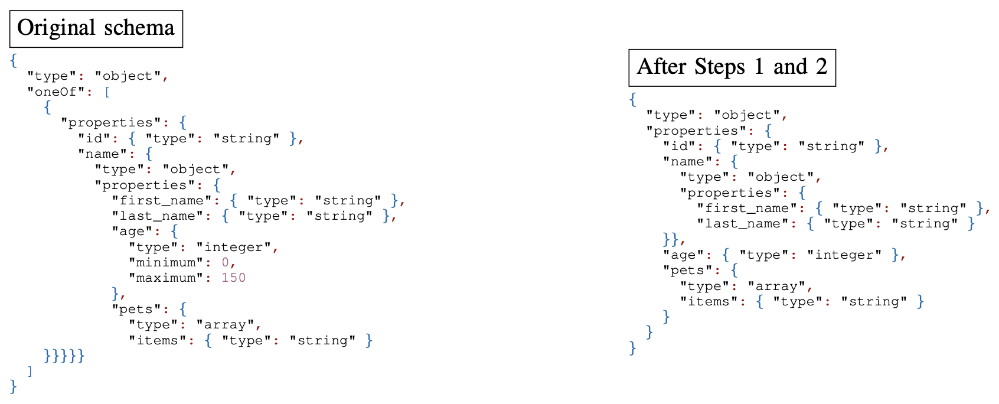 Original schema
{
  "type": "object",
  "oneOf": [
    {
      "properties": {
        "id": { "type": "string" },
        "name": {
          "type": "object",
          "properties": {
            "first_name": { "type": "string" },
            "last_name": { "type": "string" },
            "age": {
              "type": "integer",
              "minimum": 0,
              "maximum": 150
            },
            "pets": {
              "type": "array",
              "items": { "type": "string" }
    }}}}}
  ]
}
After Steps 1 and 2
{
  "type": "object",
  "properties": {
    "id": { "type": "string" },
    "name": {
      "type": "object",
      "properties": {
        "first_name": { "type": "string" },
        "last_name": { "type": "string" }
    }},
    "age": { "type": "integer" },
    "pets": {
      "type": "array",
      "items": { "type": "string" }
    }
  }
}